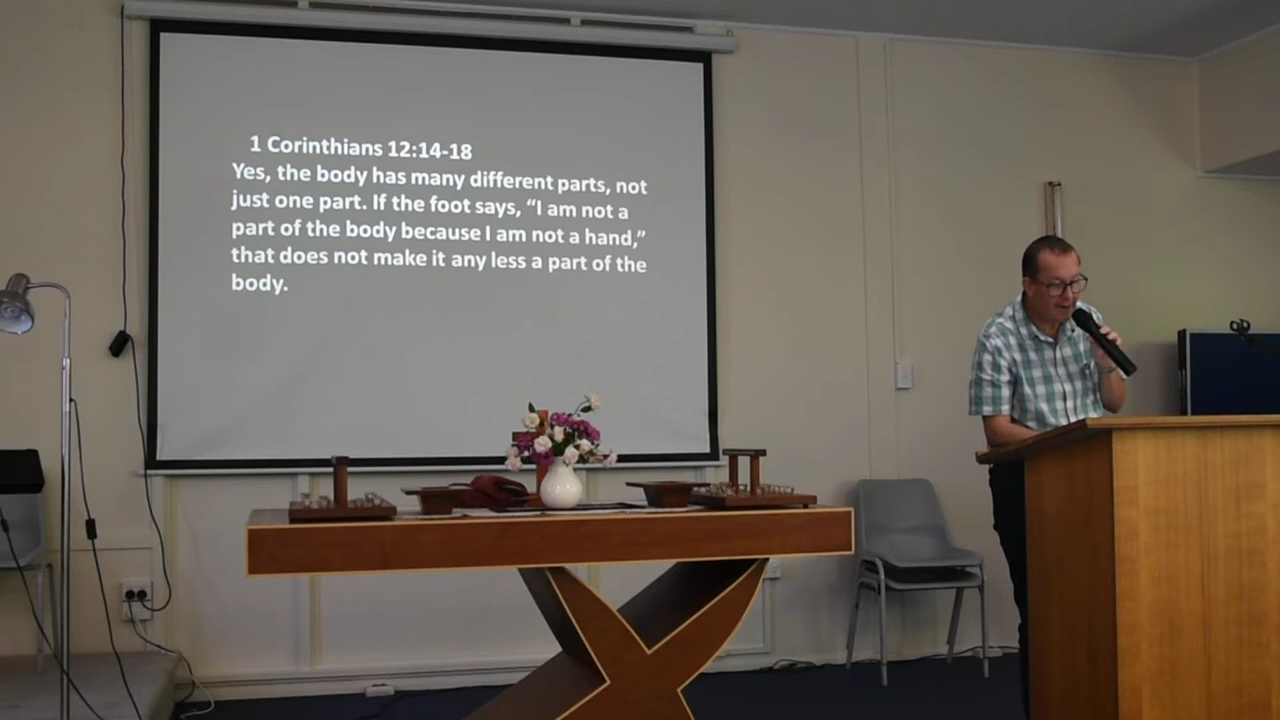 1 Corinthians 12:14-18
Yes, the body has many different parts, not
just one part. If the foot says, “I am not a
part of the body because I am not a hand,”
that does not make it any less a part of the
body.